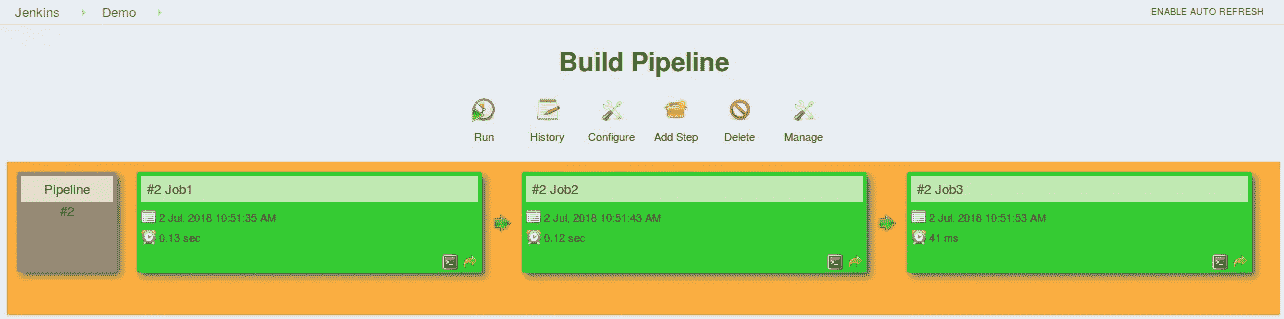 Jenkins Demo ENABLE AUTO REFRESH
Build Pipeline
Run History Configure Add Step Delete Manage
Pipeline #2 Job1 #2 Job2 #2 Job3
#2
2 Jul, 2018 10:51:35 AM 2 Jul, 2018 10:51:43 AM 2 Jul, 2018 10:51:53 AM
0.13 sec 0.12 sec 41 ms